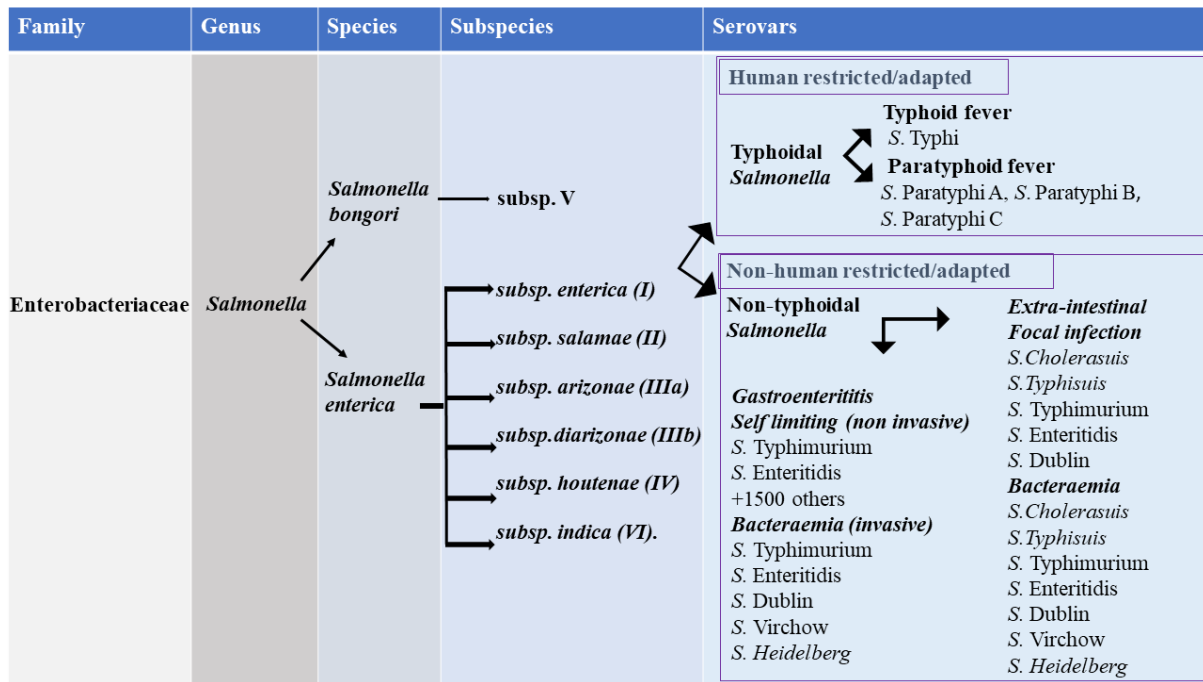 Family
Genus
Species
Subspecies
Serovars
Enterobacteriaceae
Salmonella
Salmonella
bongori
Salmonella
enterica
subsp. V
subsp. enterica (I)
subsp. salamae (II)
subsp. arizonae (IIIa)
subsp.diarizonae (IIIb)
subsp. houtenae (IV)
subsp. indica (VI).
Human restricted/adapted
Typhoidal
Salmonella
Typhoid fever
S. Typhi
Paratyphoid fever
S. Paratyphi A, S. Paratyphi B,
S. Paratyphi C
Non-human restricted/adapted
Non-typhoidal
Salmonella
Gastroenterititis
Self limiting (non invasive)
S. Typhimurium
S. Enteritidis
+1500 others
Bacteraemia (invasive)
S. Typhimurium
S. Enteritidis
S. Dublin
S. Virchow
S. Heidelberg
Extra-intestinal
Focal infection
S.Cholerasuis
S.Typhisuis
S. Typhimurium
S. Enteritidis
S. Dublin
Bacteraemia
S.Cholerasuis
S.Typhisuis
S. Typhimurium
S. Enteritidis
S. Dublin
S. Virchow
S. Heidelberg